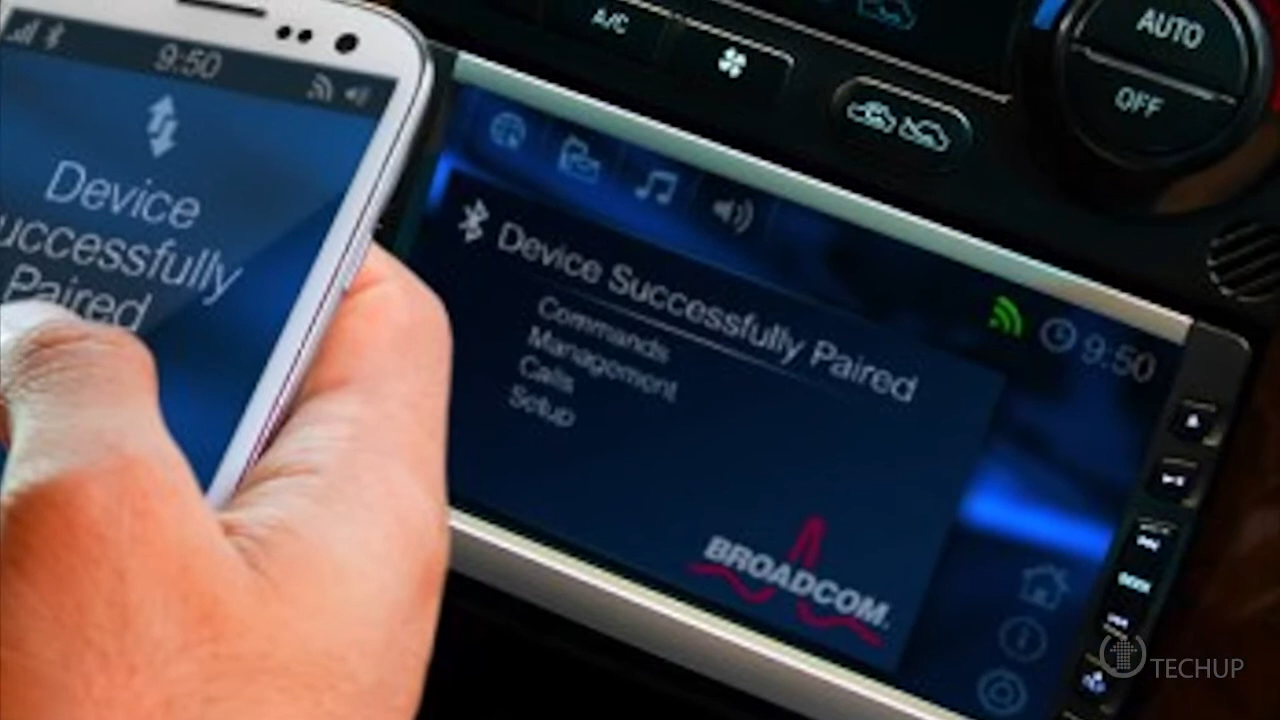 9:50
Device
uccessfully
Paired
A/C
AUTO
OFF
Device Successfully Paired
Commands
Management
Calls
Setup
9:50
BROADCOM.
TECHUP